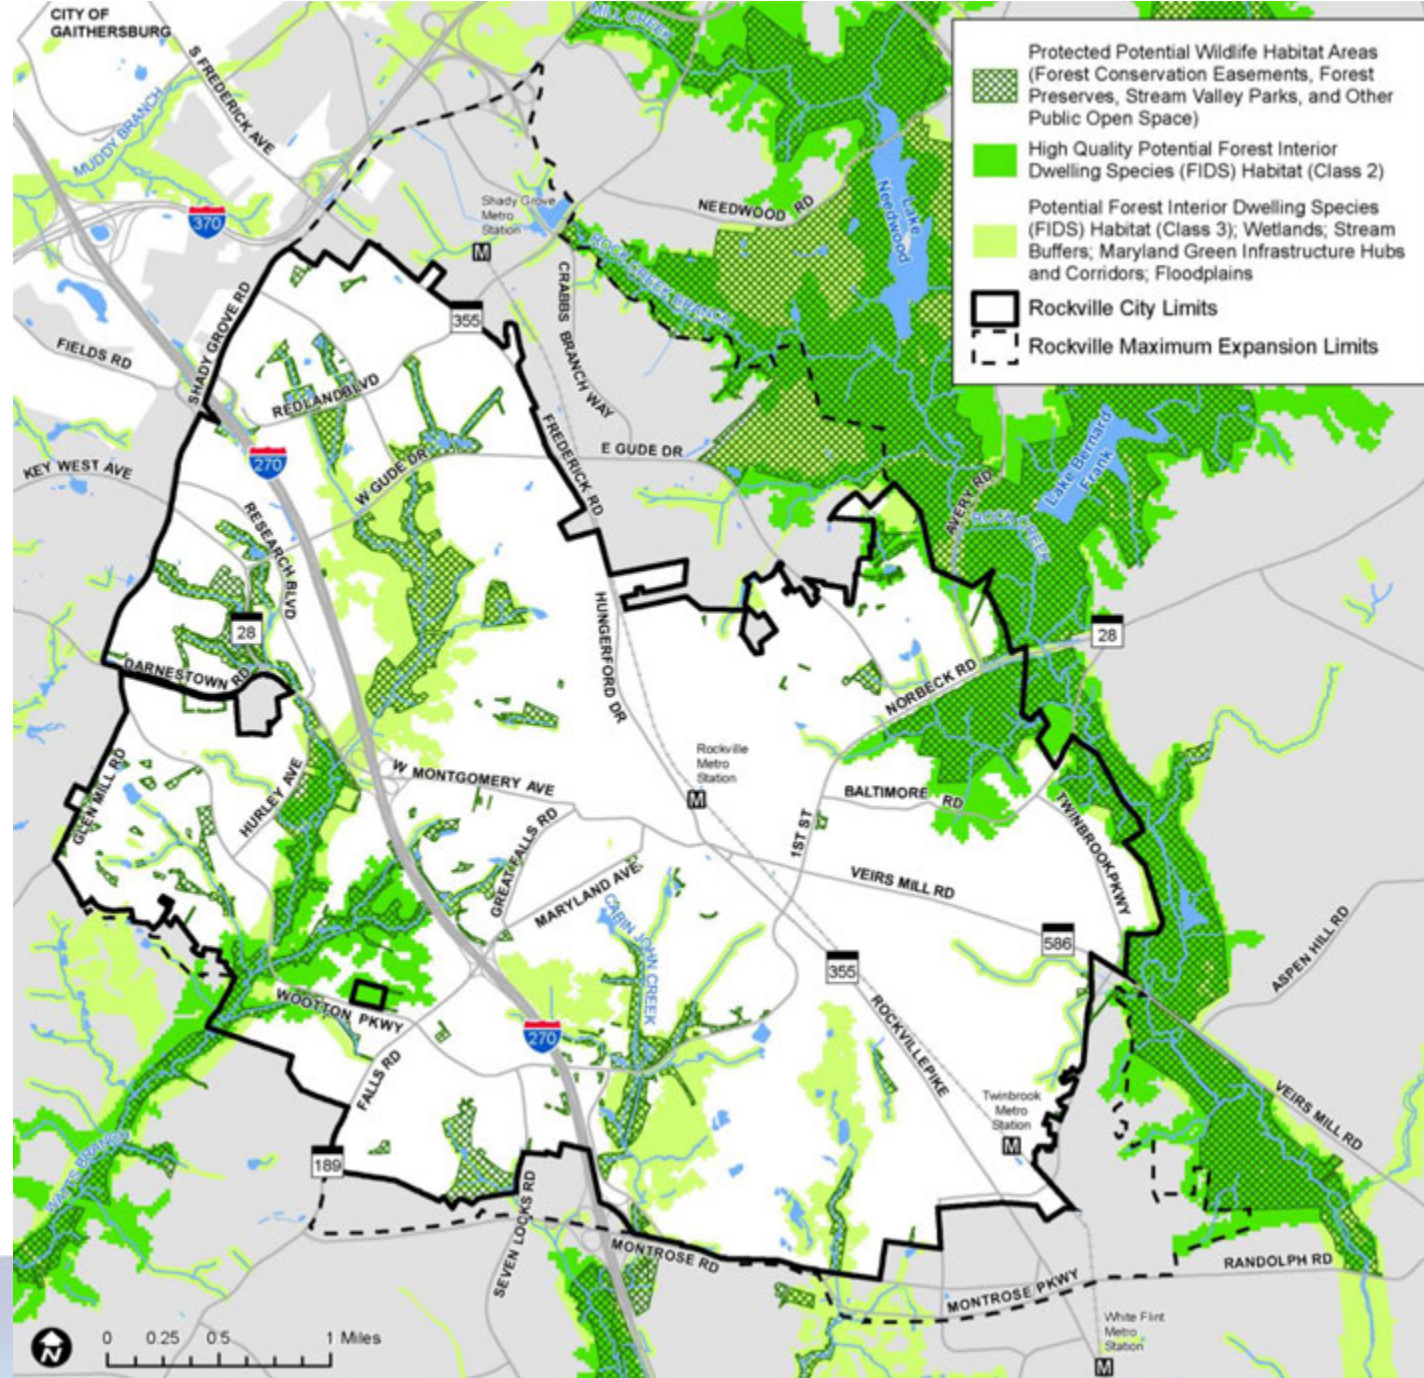 CITY OF
GAITHERSBURG
S FREDERICK AVE
MUDDY BRANCH
MILL CREEK
370
Shady Grove
Metro
Station
M
NEEDWOOD RD
Lake
Needwood
ROCK CREEK BRANCH
CRABBS BRANCH WAY
355
SHADY GROVE RD
FIELDS RD
REDLANDBLVD
FREDERICK RD
E GUDE DR
270
KEY WEST AVE
W GUDE DR
RESEARCH BLVD
AVERY RD
ROCK CREEK
Lake Bernard
Frank
28
28
HUNGERFORD DR
DARNESTOWN RD
NORBECK RD
GLEN MILL RD
HURLEY AVE
W MONTGOMERY AVE
Rockville
Metro
Station
M
BALTIMORE RD
1ST ST
TWINBROOKPKWY
GREAT FALLS RD
MARYLAND AVE
VEIRS MILL RD
CABIN JOHN CREEK
586
355
ASPEN HILL RD
WOOTTON PKWY
270
FALLS RD
ROCKVILLEPIKE
Twinbrook
Metro
Station
M
VEIRS MILL RD
WATTS BRANCH
189
SEVEN LOCKS RD
MONTROSE RD
MONTROSE PKWY
RANDOLPH RD
White Flint
Metro
Station
M
N
0 0.25 0.5 1 Miles
Protected Potential Wildlife Habitat Areas
(Forest Conservation Easements, Forest
Preserves, Stream Valley Parks, and Other
Public Open Space)
High Quality Potential Forest Interior
Dwelling Species (FIDS) Habitat (Class 2)
Potential Forest Interior Dwelling Species
(FIDS) Habitat (Class 3); Wetlands; Stream
Buffers; Maryland Green Infrastructure Hubs
and Corridors; Floodplains
Rockville City Limits
Rockville Maximum Expansion Limits